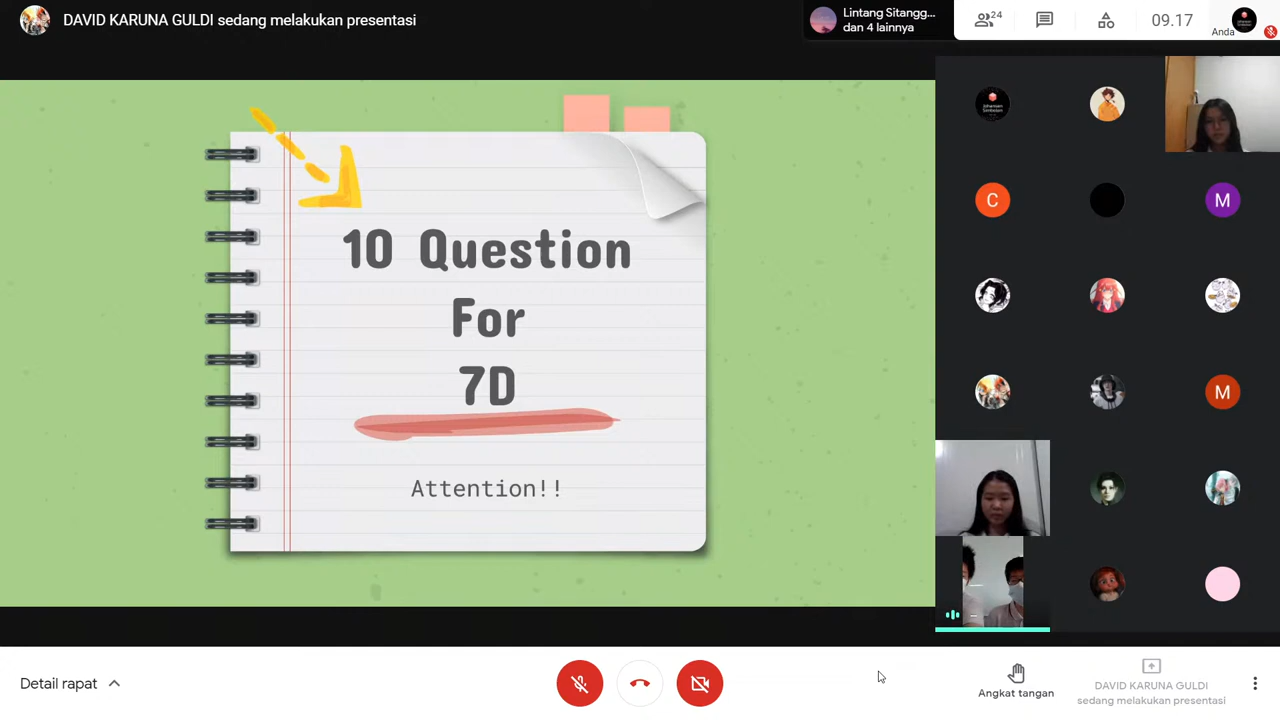 DAVID KARUNA GULDI sedang melakukan presentasi
Lintang Sitangg...
dan 4 lainnya
24
09.17
Anda
10 Question
For
7D
Attention!!
C
M
M
Detail rapat
Angkat tangan
DAVID KARUNA GULDI
sedang melakukan presentasi